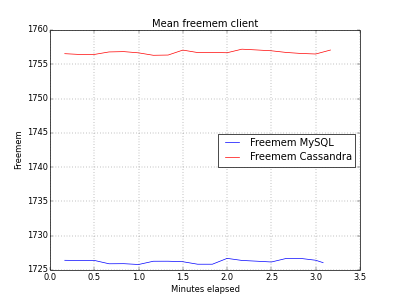 Mean freemem client
1760
1755
1750
1745
1740
1735
1730
1725
Freemem
Freemem MySQL
Freemem Cassandra
0.0 0.5 1.0 1.5 2.0 2.5 3.0 3.5
Minutes elapsed